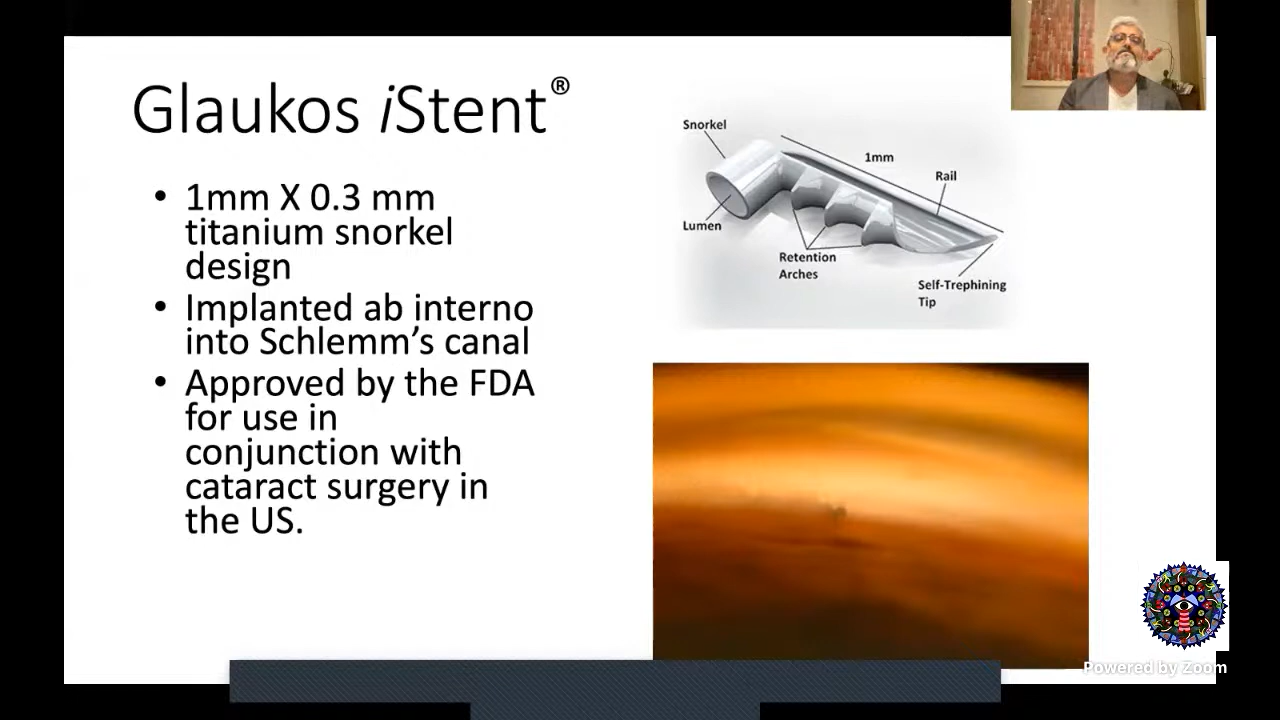 Glaukos iStent®
• 1mm X 0.3 mm
titanium snorkel
design
• Implanted ab interno
into Schlemm’s canal
• Approved by the FDA
for use in
conjunction with
cataract surgery in
the US.
Snorkel
1mm
Rail
Lumen
Retention
Arches
Self-Trephining
Tip
Powered by Zoom